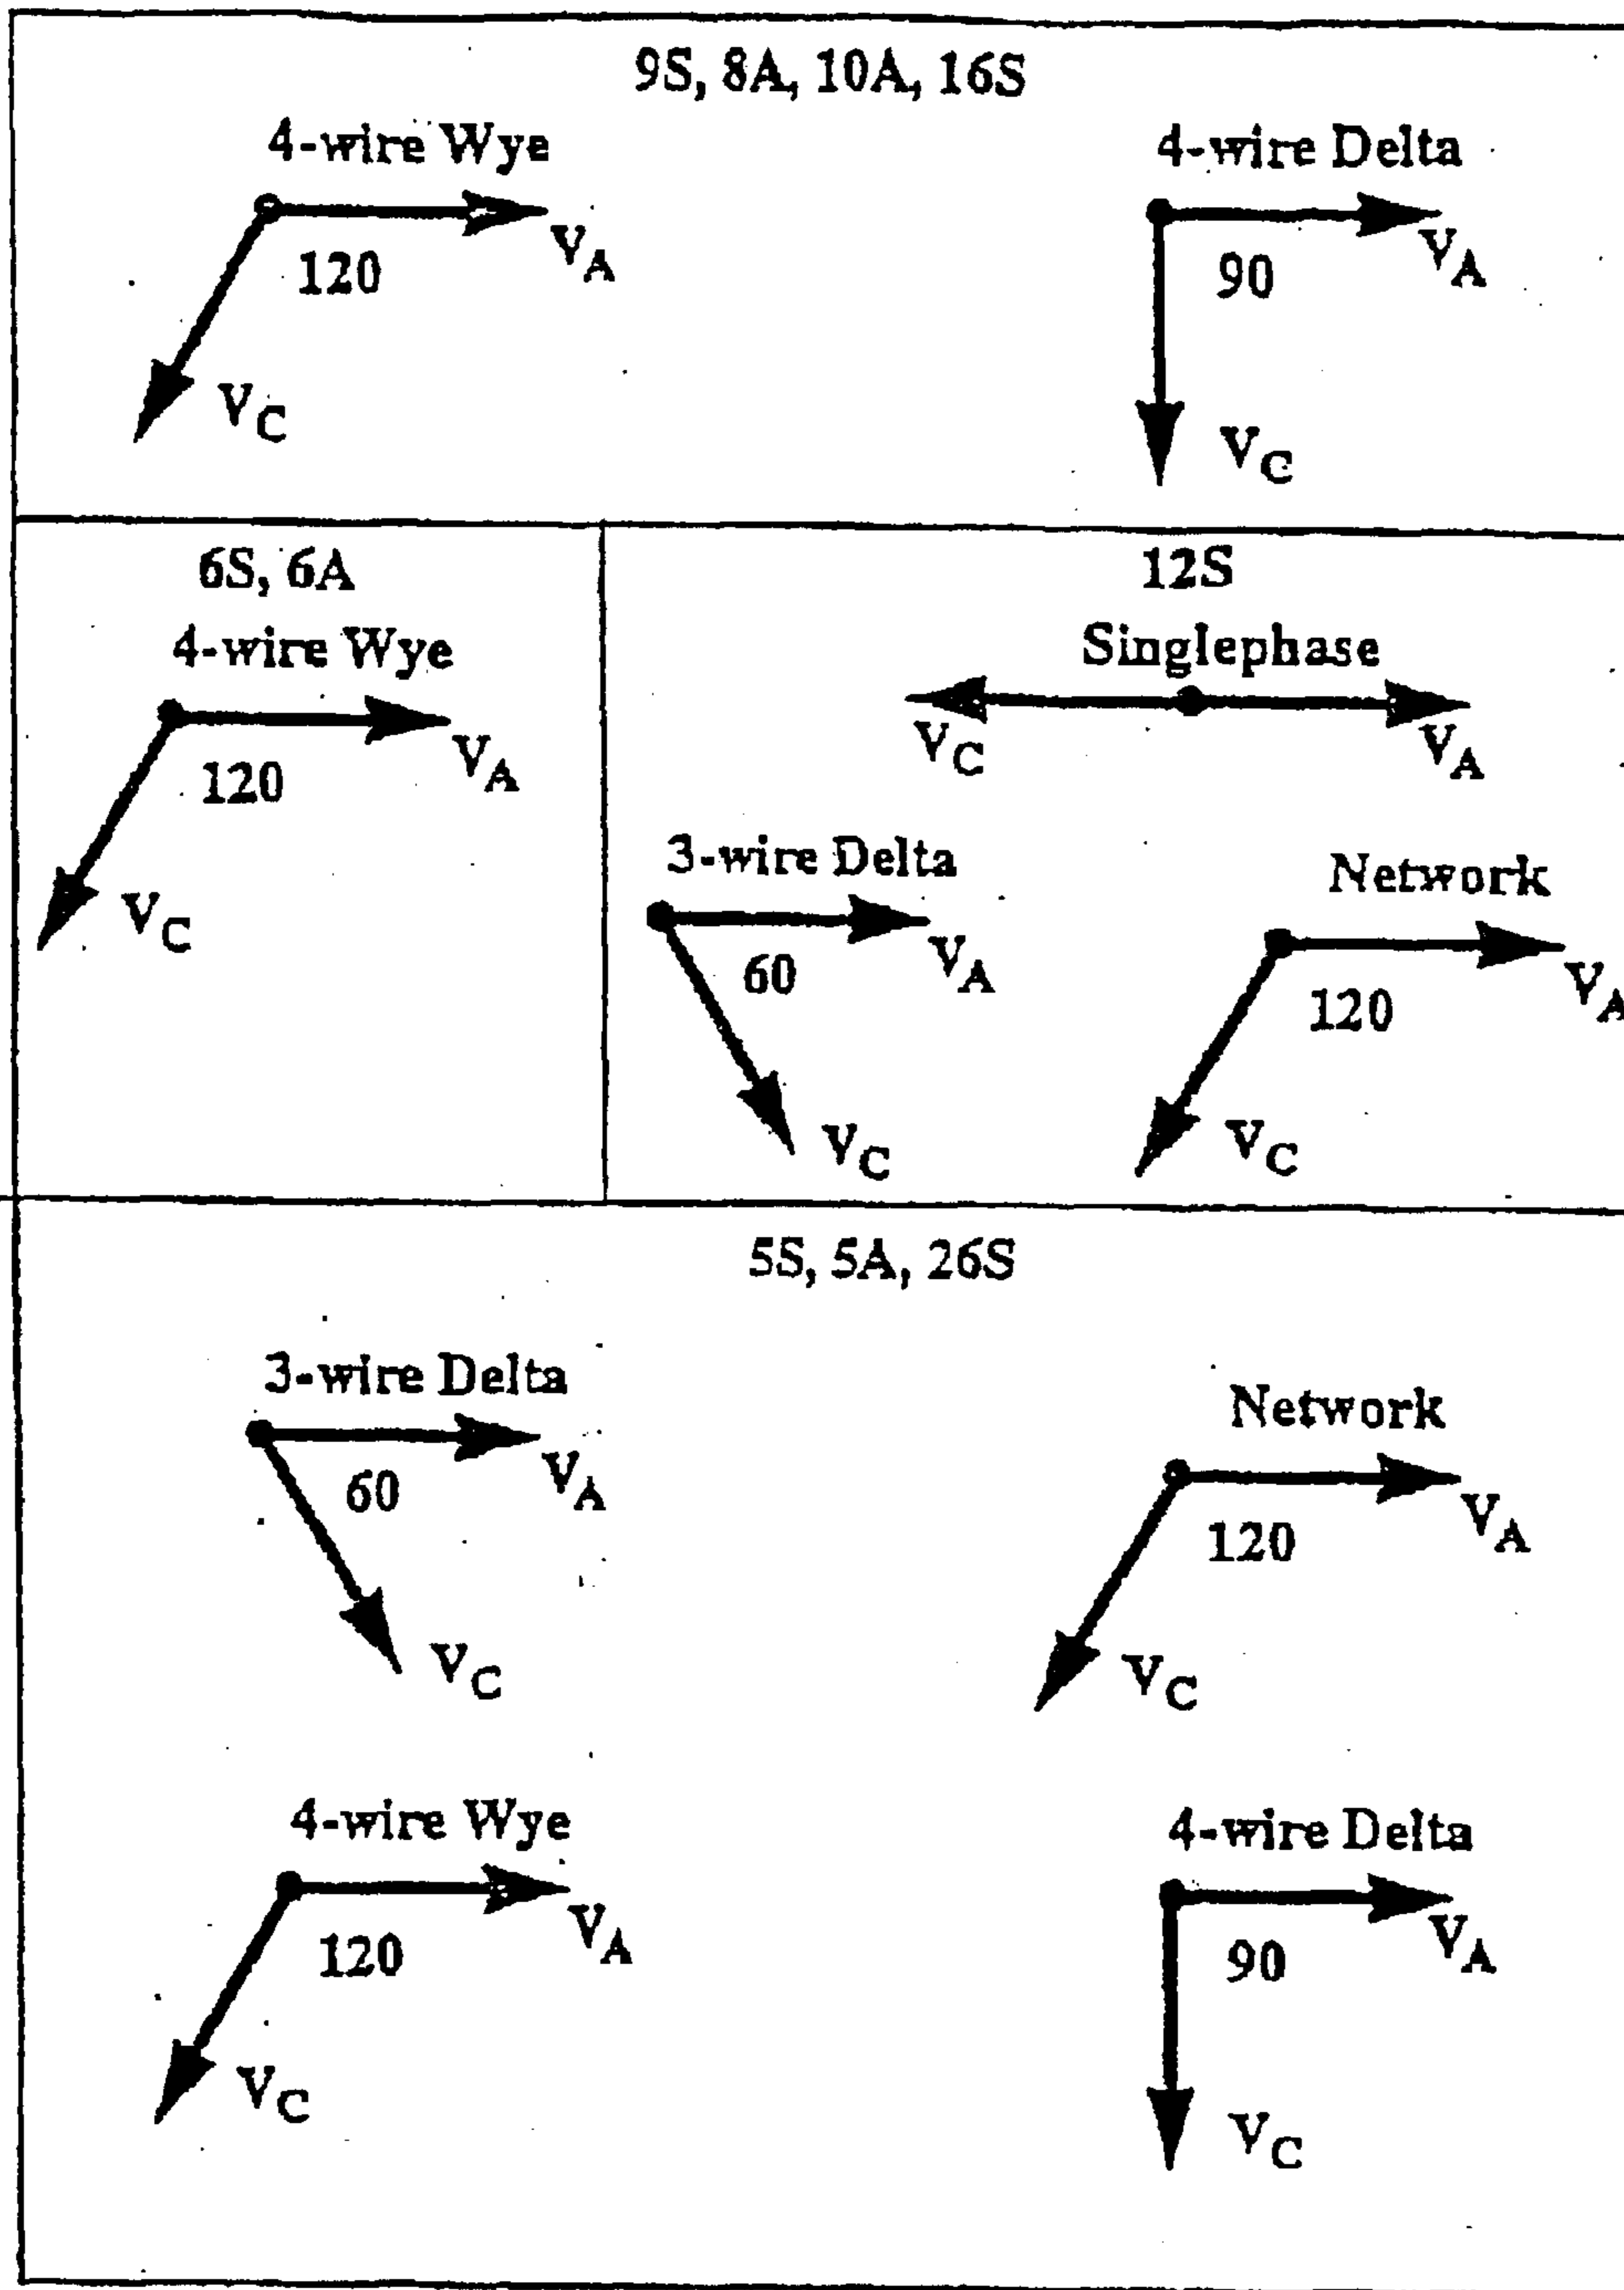 9S, 8A, 10A, 16S
4-wire Wye
VA
120
VC
4-wire Delta
VA
90
VC
6S, 6A
4-wire Wye
VA
120
VC
12S
Singlephase
VC
VA
3-wire Delta
VA
60
VC
Network
VA
120
VC
5S, 5A, 26S
3-wire Delta
VA
60
VC
Network
VA
120
VC
4-wire Wye
VA
120
VC
4-wire Delta
VA
90
VC